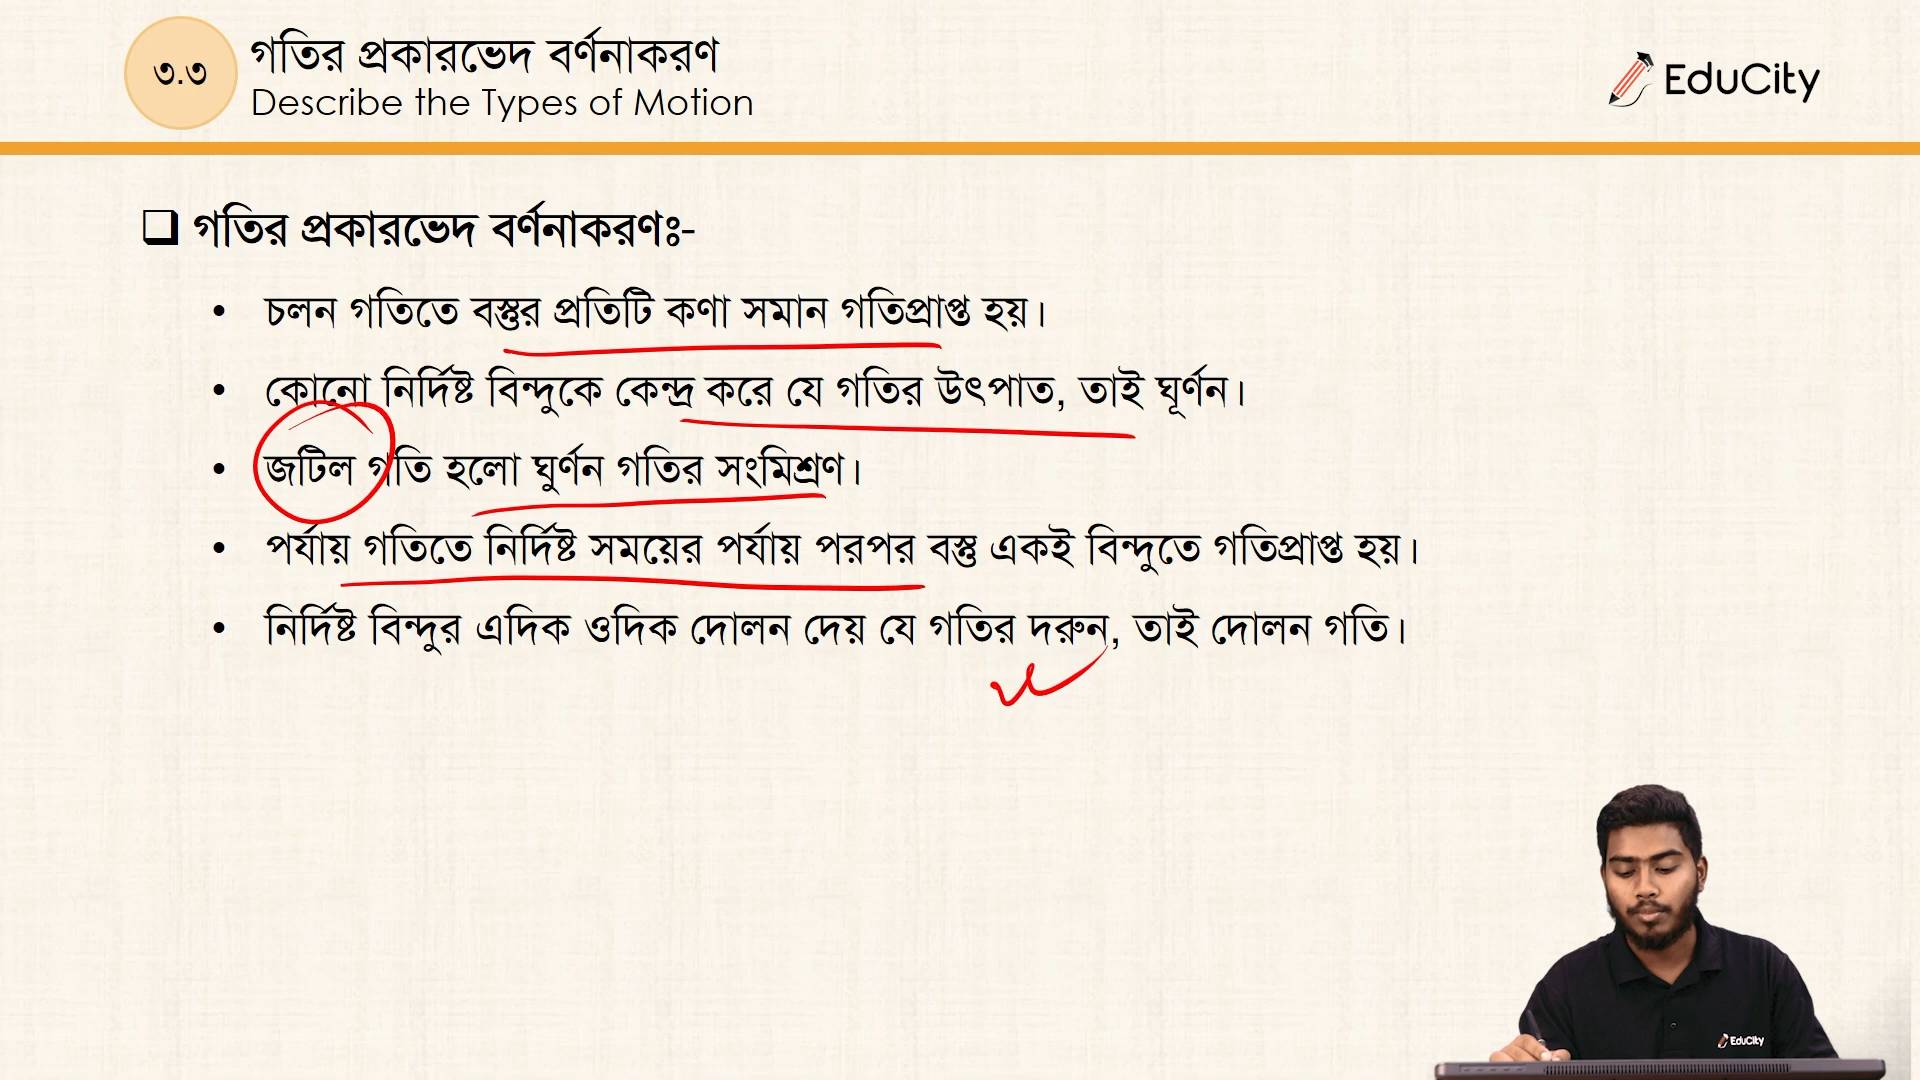 ৩.৩
গতির প্রকারভেদ বর্ণনাকরণ
Describe the Types of Motion
EduCity
❑ গতির প্রকারভেদ বর্ণনাকরণঃ-
• চলন গতিতে বস্তুর প্রতিটি কণা সমান গতিপ্রাপ্ত হয়।
• কোনো নির্দিষ্ট বিন্দুকে কেন্দ্র করে যে গতির উৎপাত, তাই ঘূর্ণন।
• জটিল গতি হলো ঘুর্ণন গতির সংমিশ্রণ।
• পর্যায় গতিতে নির্দিষ্ট সময়ের পর্যায় পরপর বস্তু একই বিন্দুতে গতিপ্রাপ্ত হয়।
• নির্দিষ্ট বিন্দুর এদিক ওদিক দোলন দেয় যে গতির দরুন, তাই দোলন গতি।
EduCity